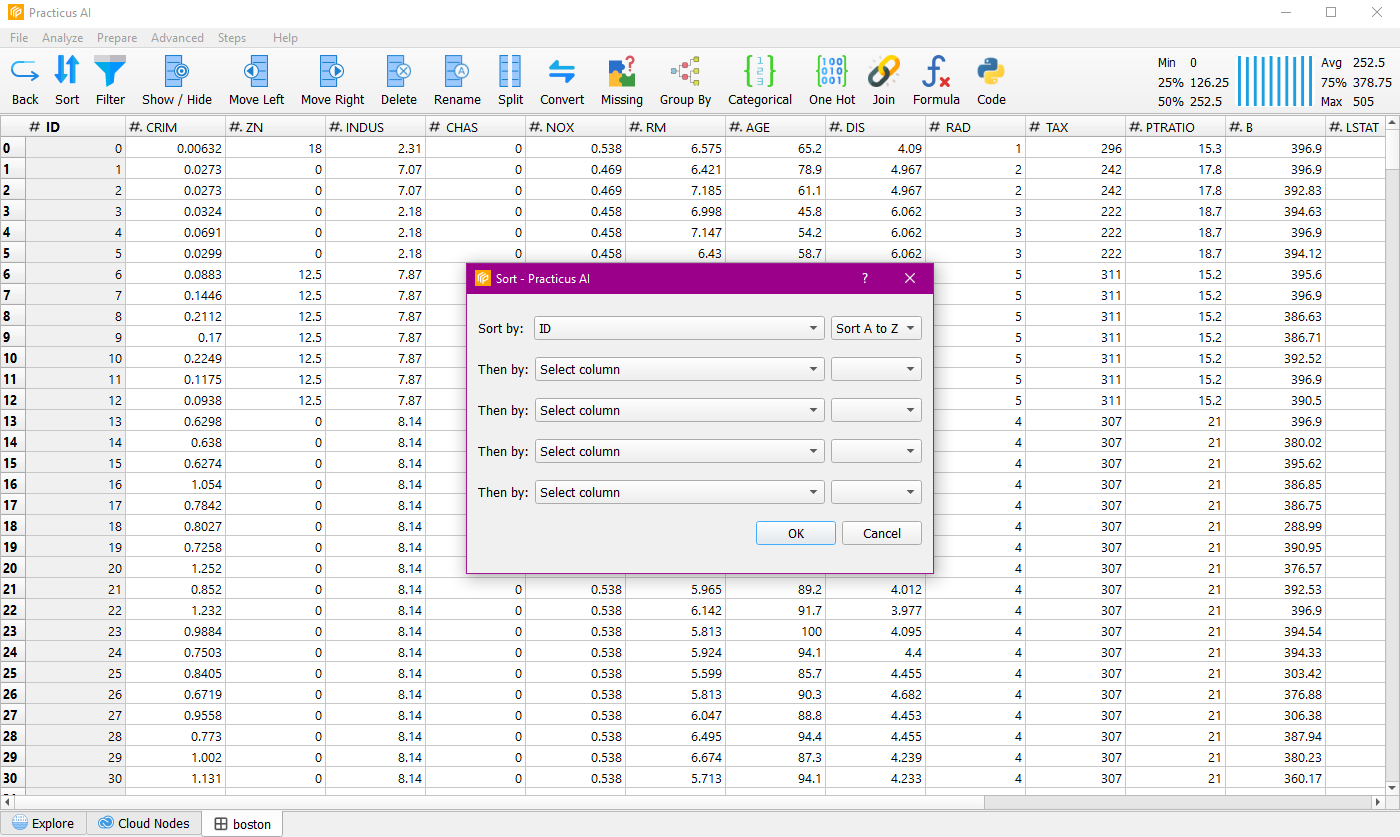 Practicus AI
File Analyze Prepare Advanced Steps Help
Back Sort Filter Show / Hide Move Left Move Right Delete Rename Split Convert Missing Group By Categorical One Hot Join Formula Code
Min 0 Avg 252.5
25% 126.25 75% 378.75
50% 252.5 Max 505
# ID #. CRIM #. ZN #. INDUS # CHAS #. NOX #. RM #. AGE #. DIS # RAD # TAX #. PTRATIO #. B #. LSTAT
0 0 0.00632 18 2.31 0 0.538 6.575 65.2 4.09 1 296 15.3 396.9
1 1 0.0273 0 7.07 0 0.469 6.421 78.9 4.967 2 242 17.8 396.9
2 2 0.0273 0 7.07 0 0.469 7.185 61.1 4.967 2 242 17.8 392.83
3 3 0.0324 0 2.18 0 0.458 6.998 45.8 6.062 3 222 18.7 394.63
4 4 0.0691 0 2.18 0 0.458 7.147 54.2 6.062 3 222 18.7 396.9
5 5 0.0299 0 2.18 0 0.458 6.43 58.7 6.062 3 222 18.7 394.12
6 6 0.0883 12.5 7.87 5 311 15.2 395.6
7 7 0.1446 12.5 7.87 5 311 15.2 396.9
8 8 0.2112 12.5 7.87 5 311 15.2 386.63
9 9 0.17 12.5 7.87 5 311 15.2 386.71
10 10 0.2249 12.5 7.87 5 311 15.2 392.52
11 11 0.1175 12.5 7.87 5 311 15.2 396.9
12 12 0.0938 12.5 7.87 5 311 15.2 390.5
13 13 0.6298 0 8.14 4 307 21 396.9
14 14 0.638 0 8.14 4 307 21 380.02
15 15 0.6274 0 8.14 4 307 21 395.62
16 16 1.054 0 8.14 4 307 21 386.85
17 17 0.7842 0 8.14 4 307 21 386.75
18 18 0.8027 0 8.14 4 307 21 288.99
19 19 0.7258 0 8.14 4 307 21 390.95
20 20 1.252 0 8.14 4 307 21 376.57
21 21 0.852 0 8.14 0 0.538 5.965 89.2 4.012 4 307 21 392.53
22 22 1.232 0 8.14 0 0.538 6.142 91.7 3.977 4 307 21 396.9
23 23 0.9884 0 8.14 0 0.538 5.813 100 4.095 4 307 21 394.54
24 24 0.7503 0 8.14 0 0.538 5.924 94.1 4.4 4 307 21 394.33
25 25 0.8405 0 8.14 0 0.538 5.599 85.7 4.455 4 307 21 303.42
26 26 0.6719 0 8.14 0 0.538 5.813 90.3 4.682 4 307 21 376.88
27 27 0.9558 0 8.14 0 0.538 6.047 88.8 4.453 4 307 21 306.38
28 28 0.773 0 8.14 0 0.538 6.495 94.4 4.455 4 307 21 387.94
29 29 1.002 0 8.14 0 0.538 6.674 87.3 4.239 4 307 21 380.23
30 30 1.131 0 8.14 0 0.538 5.713 94.1 4.233 4 307 21 360.17
Sort - Practicus AI ?
Sort by: ID Sort A to Z
Then by: Select column
Then by: Select column
Then by: Select column
Then by: Select column
OK Cancel
Explore Cloud Nodes boston